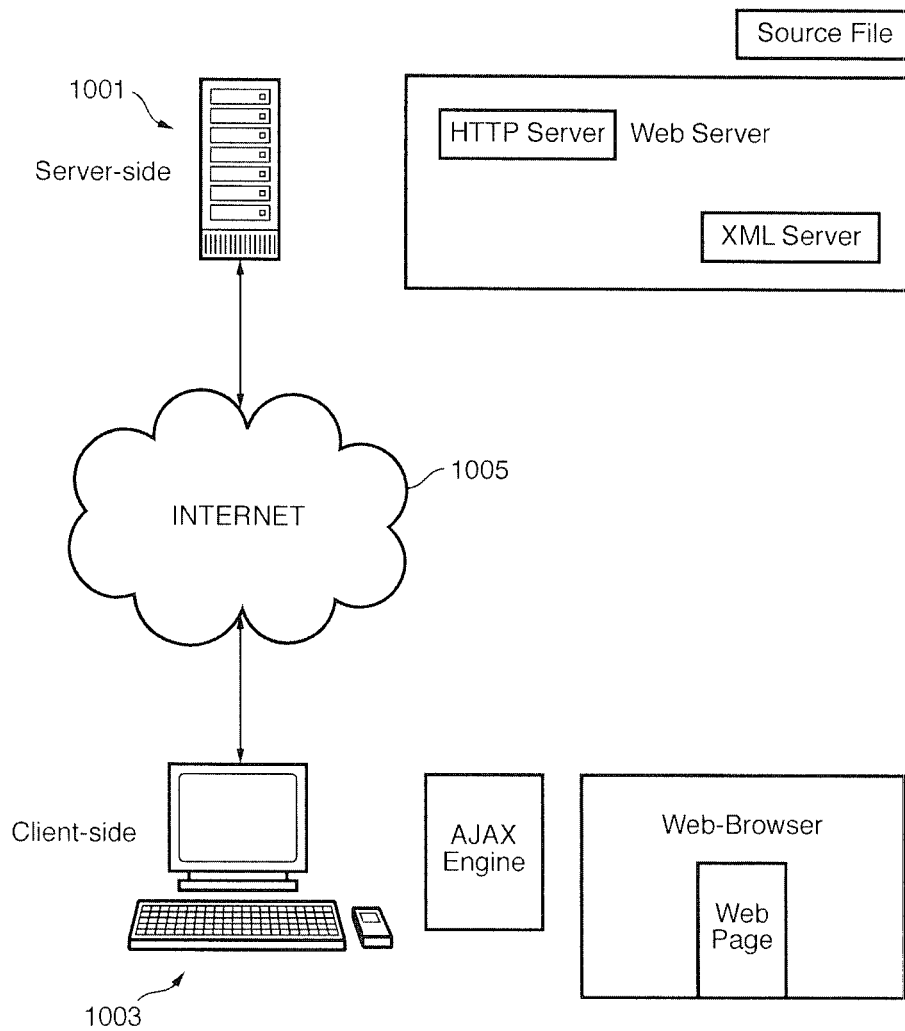 Source File
1001
Server-side
HTTP Server
Web Server
XML Server
1005
INTERNET
Client-side
AJAX
Engine
Web-Browser
Web
Page
1003